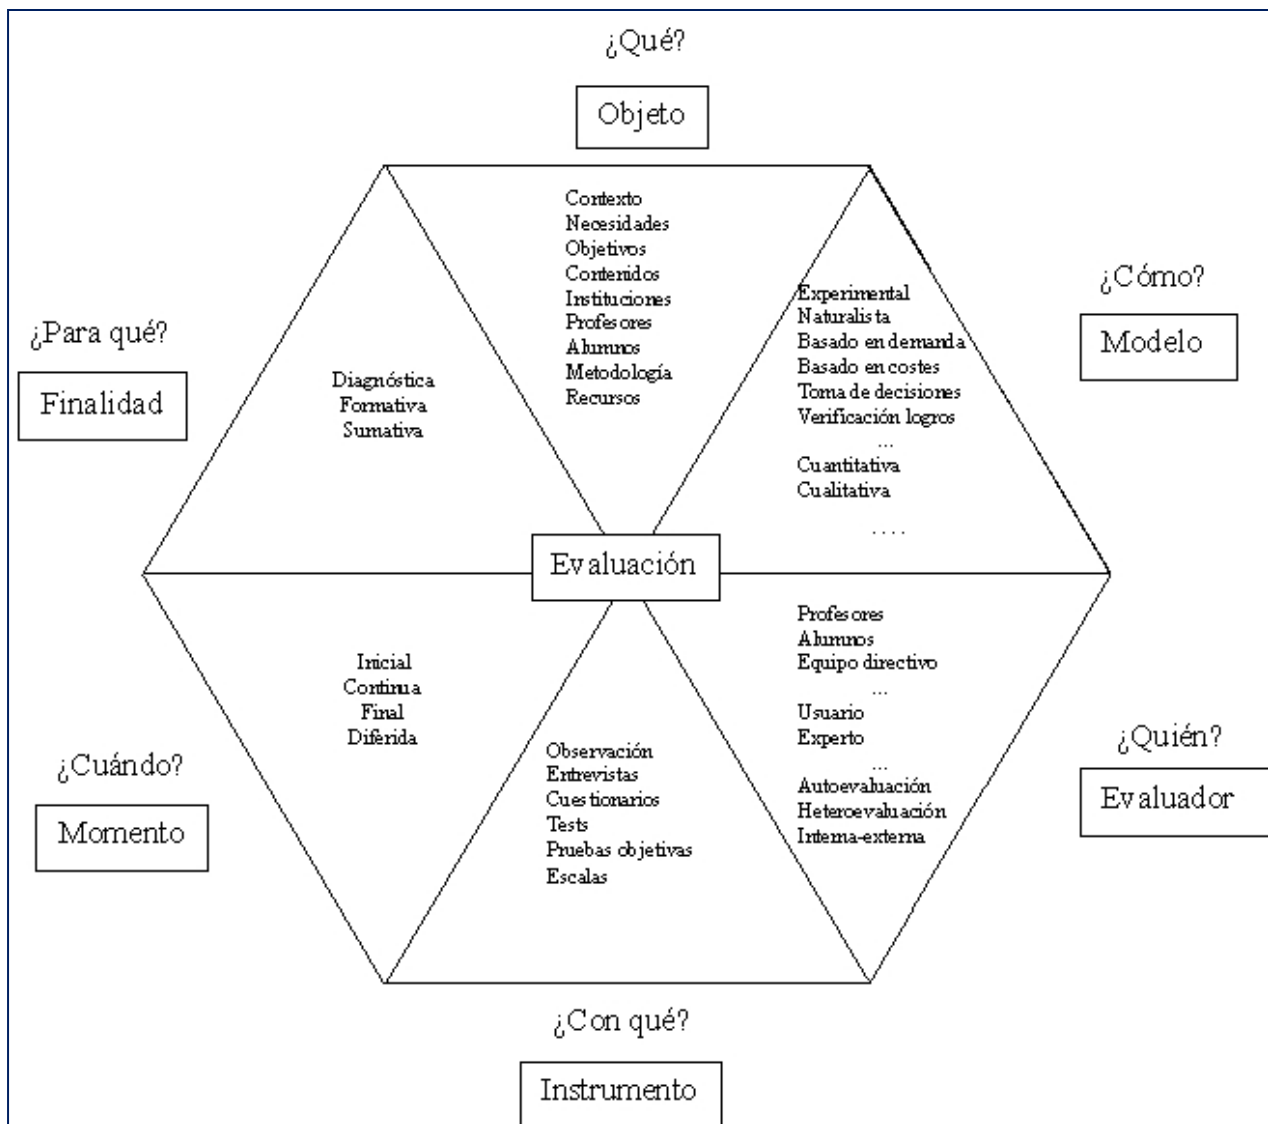 ¿Qué?
Objeto
Contexto
Necesidades
Objetivos
Contenidos
Instituciones
Profesores
Alumnos
Metodología
Recursos
¿Cómo?
Modelo
Experimental
Naturalista
Basado en demanda
Basado en costes
Toma de decisiones
Verificación logros
...
Cuantitativa
Cualitativa
....
¿Para qué?
Finalidad
Diagnóstica
Formativa
Sumativa
Evaluación
Profesores
Alumnos
Equipo directivo
...
Usuario
Experto
...
Autoevaluación
Heteroevaluación
Interna-externa
¿Quién?
Evaluador
Inicial
Continua
Final
Diferida
¿Cuándo?
Momento
Observación
Entrevistas
Cuestionarios
Tests
Pruebas objetivas
Escalas
¿Con qué?
Instrumento